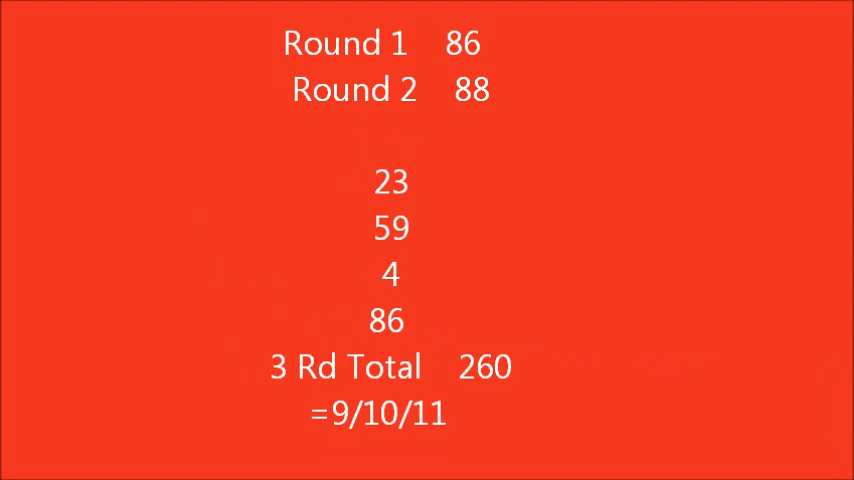 Round 1 86
Round 2 88
23
59
4
86
3 Rd Total 260
=9/10/11